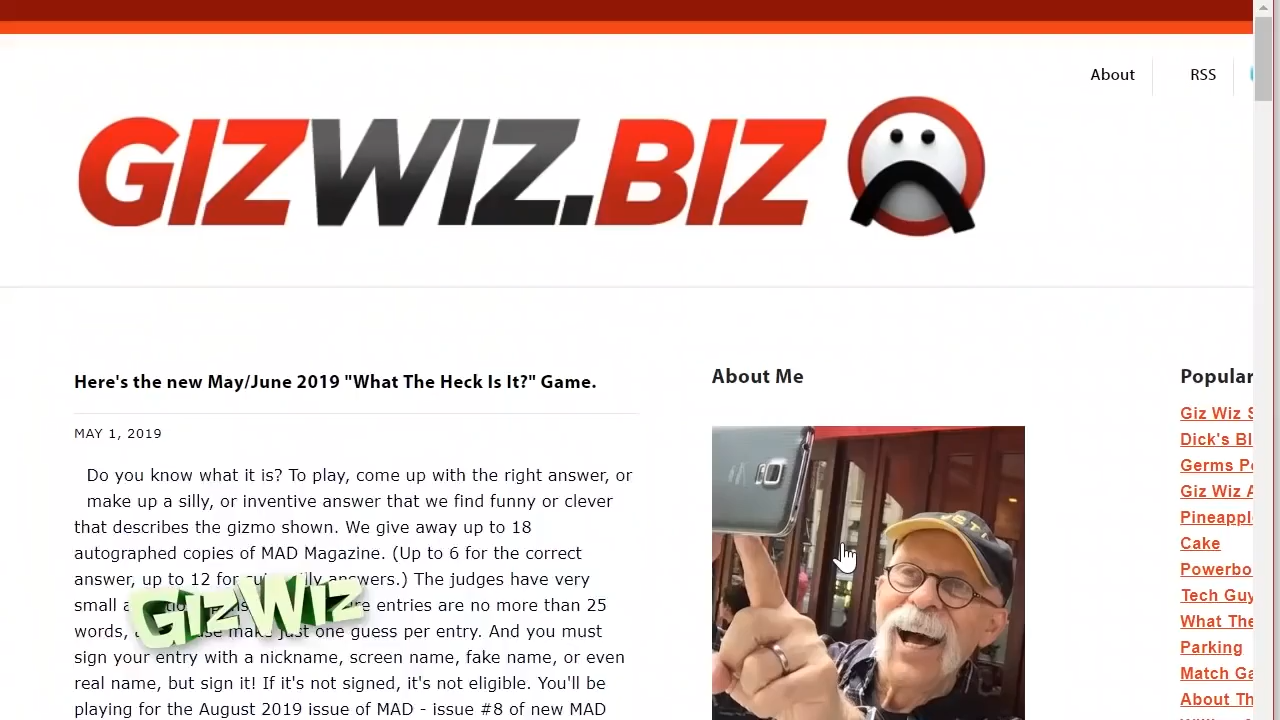 About
RSS
GIZWIZ.BIZ
Here's the new May/June 2019 "What The Heck Is It?" Game.
MAY 1, 2019
Do you know what it is? To play, come up with the right answer, or
make up a silly, or inventive answer that we find funny or clever
that describes the gizmo shown. We give away up to 18
autographed copies of MAD Magazine. (Up to 6 for the correct
answer, up to 12 for answers.) The judges have very
small entries are no more than 25
words, make just one guess per entry. And you must
sign your entry with a nickname, screen name, fake name, or even
real name, but sign it! If it's not signed, it's not eligible. You'll be
playing for the August 2019 issue of MAD - issue #8 of new MAD
GizWiz
About Me
Popular
Giz Wiz S
Dick's Bl
Germs Po
Giz Wiz A
Pineapple
Cake
Powerbo
Tech Guy
What The
Parking
Match Ga
About Th